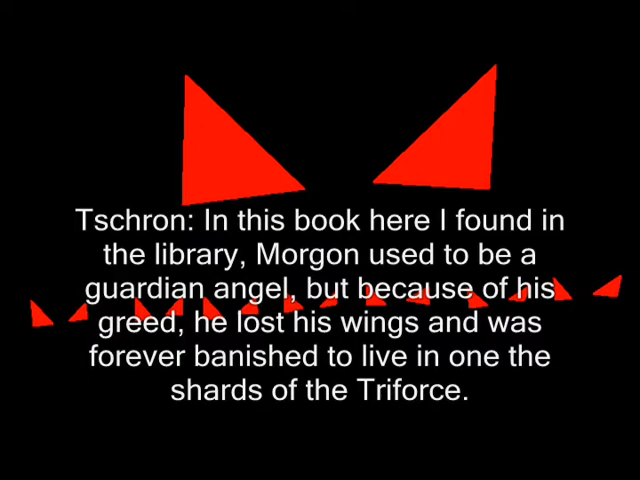 Tschron: In this book here I found in
the library, Morgon used to be a
guardian angel, but because of his
greed, he lost his wings and was
forever banished to live in one the
shards of the Triforce.